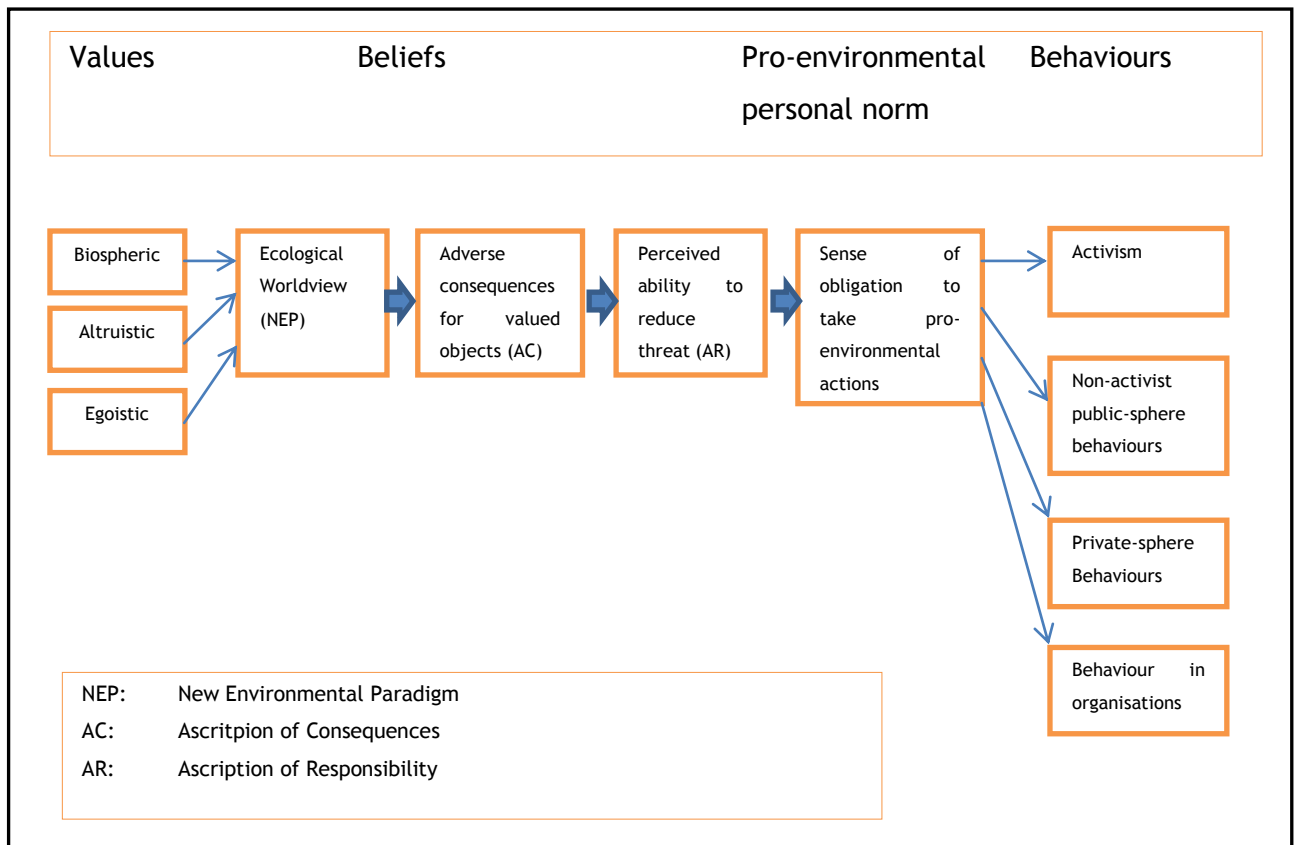 Values Beliefs Pro-environmental Behaviours
personal norm
Biospheric
Altruistic
Egoistic
Ecological
Worldview
(NEP)
Adverse
consequences
for valued
objects (AC)
Perceived
ability to
reduce
threat (AR)
Sense of
obligation to
take pro-
environmental
actions
Activism
Non-activist
public-sphere
behaviours
Private-sphere
Behaviours
Behaviour in
organisations
NEP: New Environmental Paradigm
AC: Ascritpion of Consequences
AR: Ascription of Responsibility